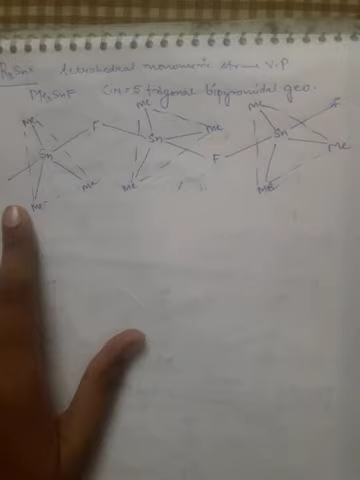 R₃SnF tetrahedral monomeric struc V.P
Me₃SnF C.N=5 trigonal bipyramidal geo.
Me Me Me F
F Sn Me Sn
Sn F Me
Me Me
Me Me